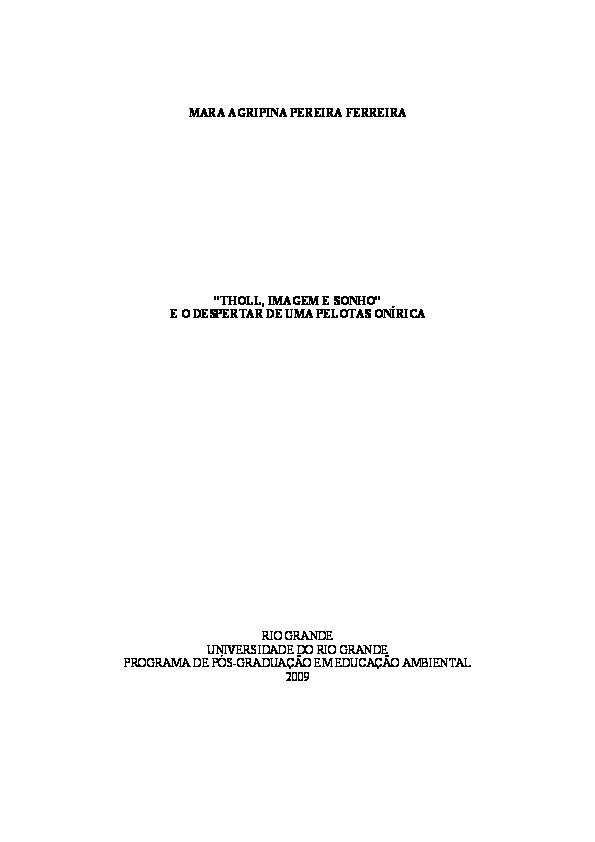 MARA AGRIPINA PEREIRA FERREIRA
"THOLL, IMAGEM E SONHO"
E O DESPERTAR DE UMA PELOTAS ONÍRICA
RIO GRANDE
UNIVERSIDADE DO RIO GRANDE
PROGRAMA DE PÓS-GRADUAÇÃO EM EDUCAÇÃO AMBIENTAL
2009